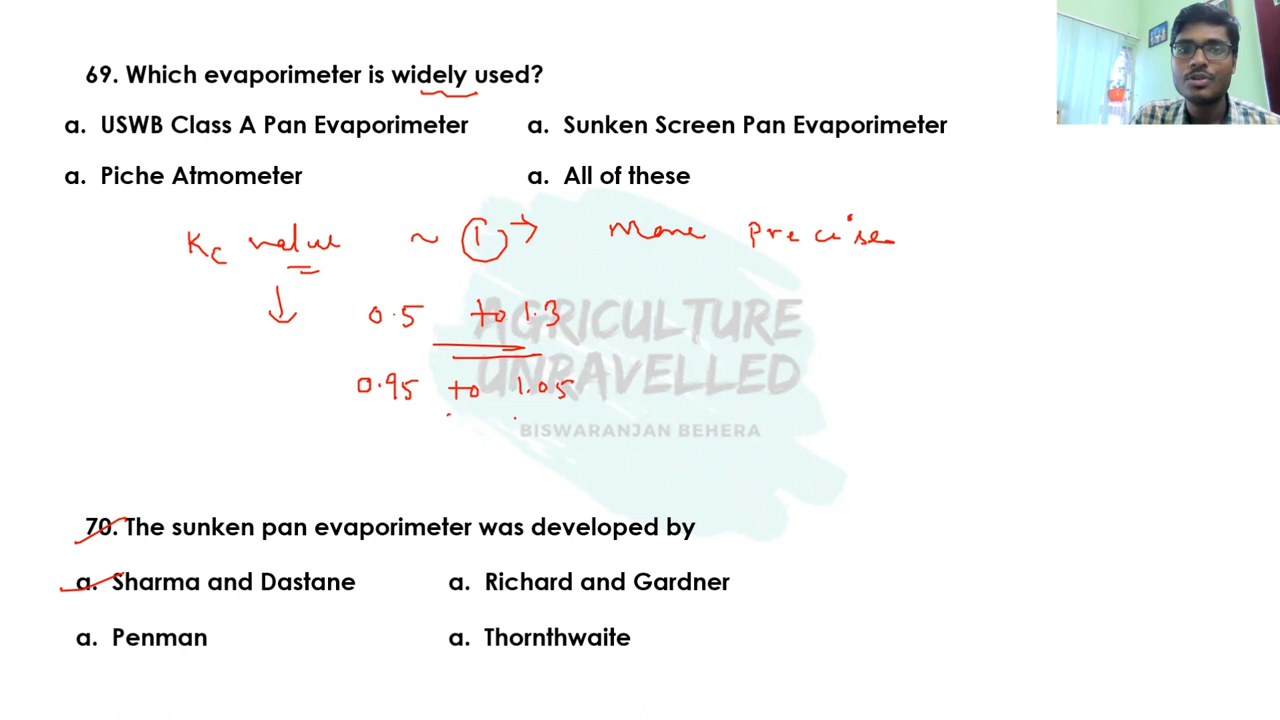 69. Which evaporimeter is widely used?
a. USWB Class A Pan Evaporimeter a. Sunken Screen Pan Evaporimeter
a. Piche Atmometer a. All of these
Kc value ~ 1 → More precise
↓ 0.5 to 1.3
0.95 to 1.05
AGRICULTURE
UNRAVELLED
BISWARANJAN BEHERA
70. The sunken pan evaporimeter was developed by
a. Sharma and Dastane a. Richard and Gardner
a. Penman a. Thornthwaite